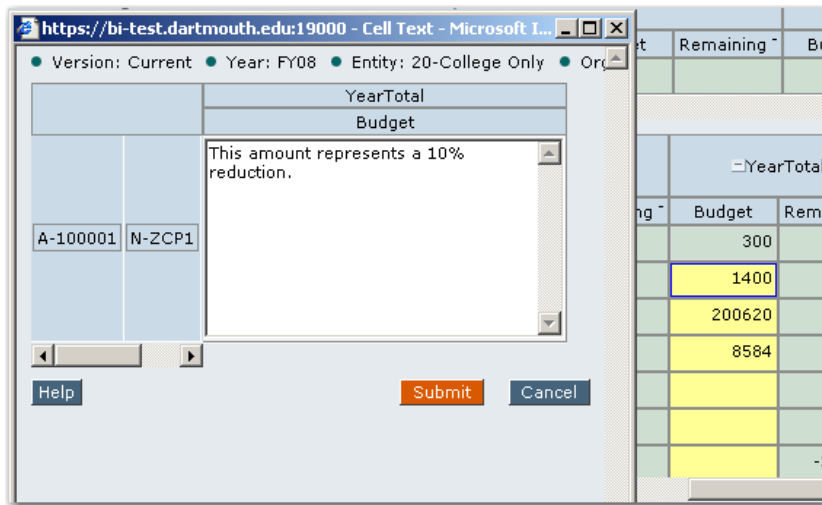 https://bi-test.dartmouth.edu:19000 - Cell Text - Microsoft I...
Version: Current Year: FY08 Entity: 20-College Only
YearTotal
Budget
This amount represents a 10%
reduction.
A-100001 N-ZCP1
Help Submit Cancel
Remaining
YearTotal
Budget
300
1400
200620
8584